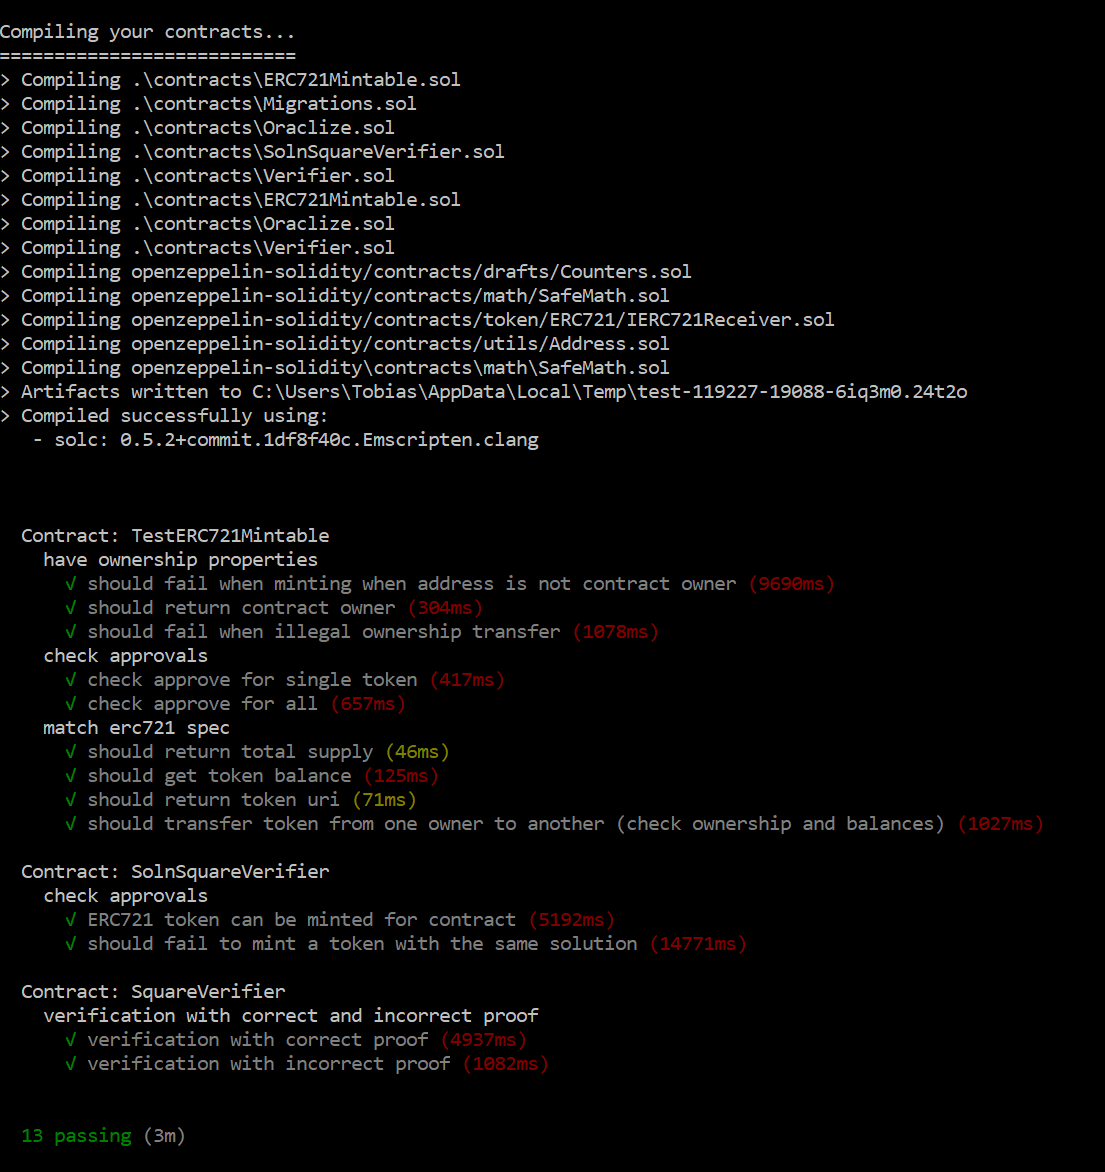 Compiling your contracts...
===========================
> Compiling .\contracts\ERC721Mintable.sol
> Compiling .\contracts\Migrations.sol
> Compiling .\contracts\Oraclize.sol
> Compiling .\contracts\SolnSquareVerifier.sol
> Compiling .\contracts\Verifier.sol
> Compiling .\contracts\ERC721Mintable.sol
> Compiling .\contracts\Oraclize.sol
> Compiling .\contracts\Verifier.sol
> Compiling openzeppelin-solidity/contracts/drafts/Counters.sol
> Compiling openzeppelin-solidity/contracts/math/SafeMath.sol
> Compiling openzeppelin-solidity/contracts/token/ERC721/IERC721Receiver.sol
> Compiling openzeppelin-solidity/contracts/utils/Address.sol
> Compiling openzeppelin-solidity\contracts\math\SafeMath.sol
> Artifacts written to C:\Users\Tobias\AppData\Local\Temp\test-119227-19088-6iq3m0.24t2o
> Compiled successfully using:
   - solc: 0.5.2+commit.1df8f40c.Emscripten.clang
  Contract: TestERC721Mintable
    have ownership properties
      √ should fail when minting when address is not contract owner (9690ms)
      √ should return contract owner (304ms)
      √ should fail when illegal ownership transfer (1078ms)
    check approvals
      √ check approve for single token (417ms)
      √ check approve for all (657ms)
    match erc721 spec
      √ should return total supply (46ms)
      √ should get token balance (125ms)
      √ should return token uri (71ms)
      √ should transfer token from one owner to another (check ownership and balances) (1027ms)
  Contract: SolnSquareVerifier
    check approvals
      √ ERC721 token can be minted for contract (5192ms)
      √ should fail to mint a token with the same solution (14771ms)
  Contract: SquareVerifier
    verification with correct and incorrect proof
      √ verification with correct proof (4937ms)
      √ verification with incorrect proof (1082ms)
  13 passing (3m)